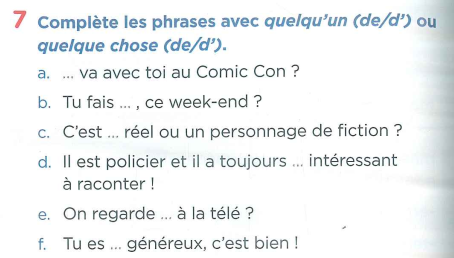 7 Complète les phrases avec quelqu'un (de/d') ou
quelque chose (de/d').
a. ... va avec toi au Comic Con ?
b. Tu fais ... , ce week-end ?
c. C'est ... réel ou un personnage de fiction ?
d. Il est policier et il a toujours ... intéressant
à raconter !
e. On regarde ... à la télé ?
f. Tu es ... généreux, c'est bien !